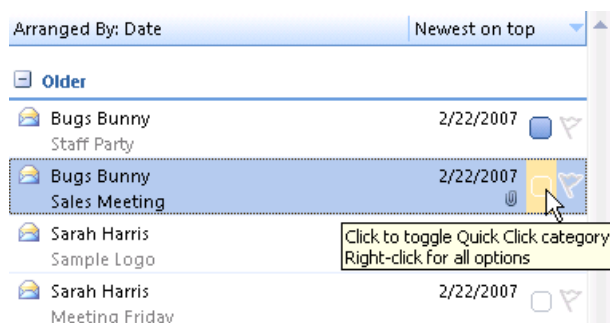 Arranged By: Date Newest on top
Older
Bugs Bunny 2/22/2007
Staff Party
Bugs Bunny 2/22/2007
Sales Meeting
Sarah Harris
Click to toggle Quick Click category
Sample Logo
Right-click for all options
Sarah Harris 2/22/2007
Meeting Friday